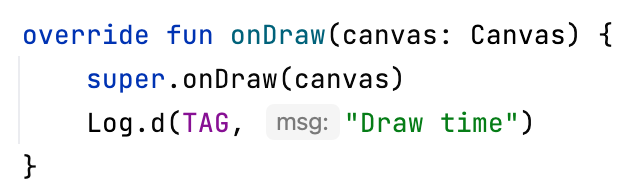 override fun onDraw(canvas: Canvas) {
    super.onDraw(canvas)
    Log.d(TAG, msg: "Draw time")
}